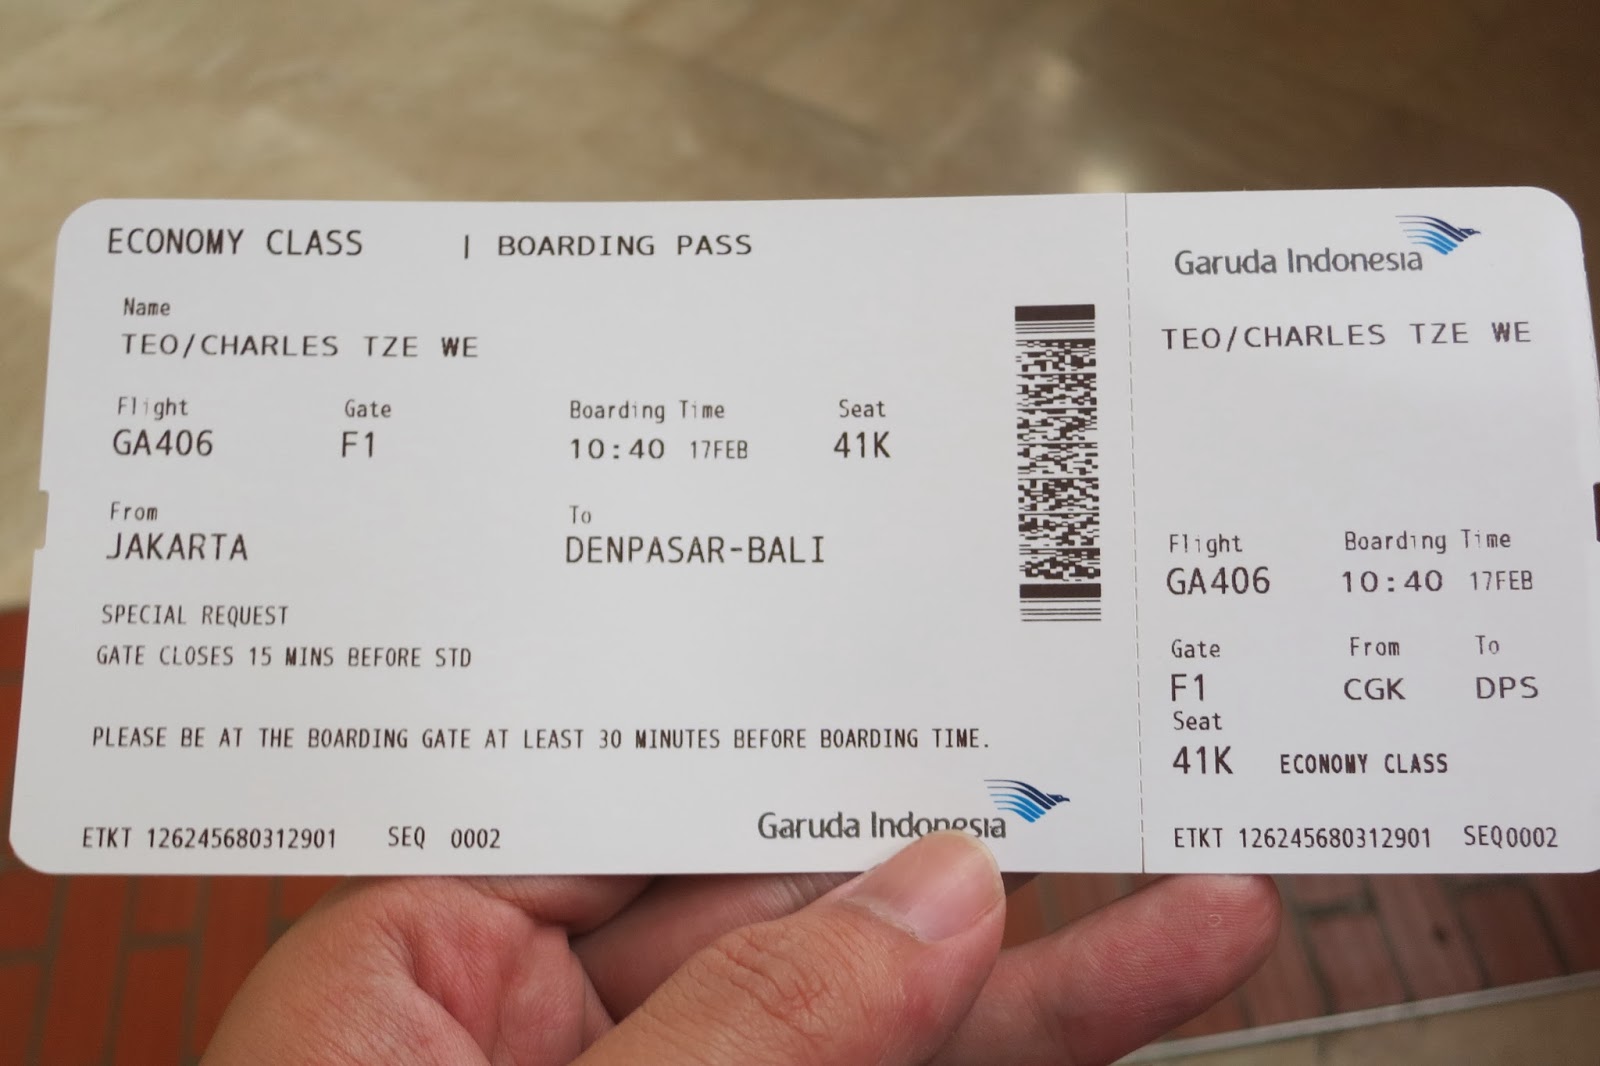 ECONOMY CLASS | BOARDING PASS
Name
TEO/CHARLES TZE WE
Flight Gate Boarding Time Seat
GA406 F1 10:40 17FEB 41K
From To
JAKARTA DENPASAR-BALI
SPECIAL REQUEST
GATE CLOSES 15 MINS BEFORE STD
PLEASE BE AT THE BOARDING GATE AT LEAST 30 MINUTES BEFORE BOARDING TIME.
Garuda Indonesia
ETKT 126245680312901 SEQ 0002
Garuda Indonesia
TEO/CHARLES TZE WE
Flight Boarding Time
GA406 10:40 17FEB
Gate From To
F1 CGK DPS
Seat
41K ECONOMY CLASS
ETKT 126245680312901 SEQ0002